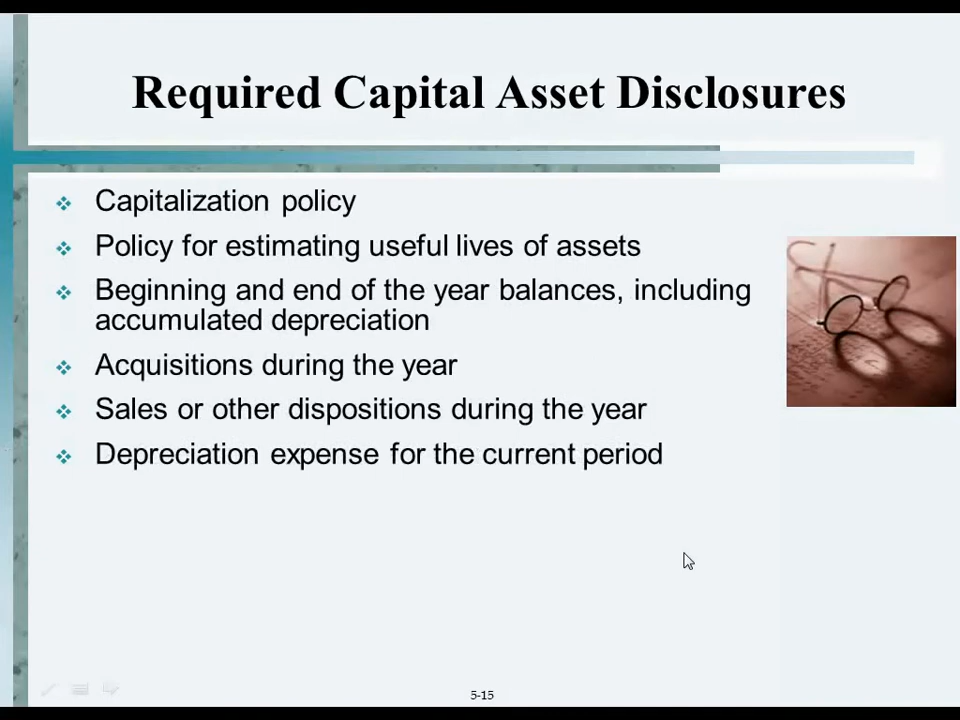 Required Capital Asset Disclosures
Capitalization policy
Policy for estimating useful lives of assets
Beginning and end of the year balances, including
accumulated depreciation
Acquisitions during the year
Sales or other dispositions during the year
Depreciation expense for the current period
5-15